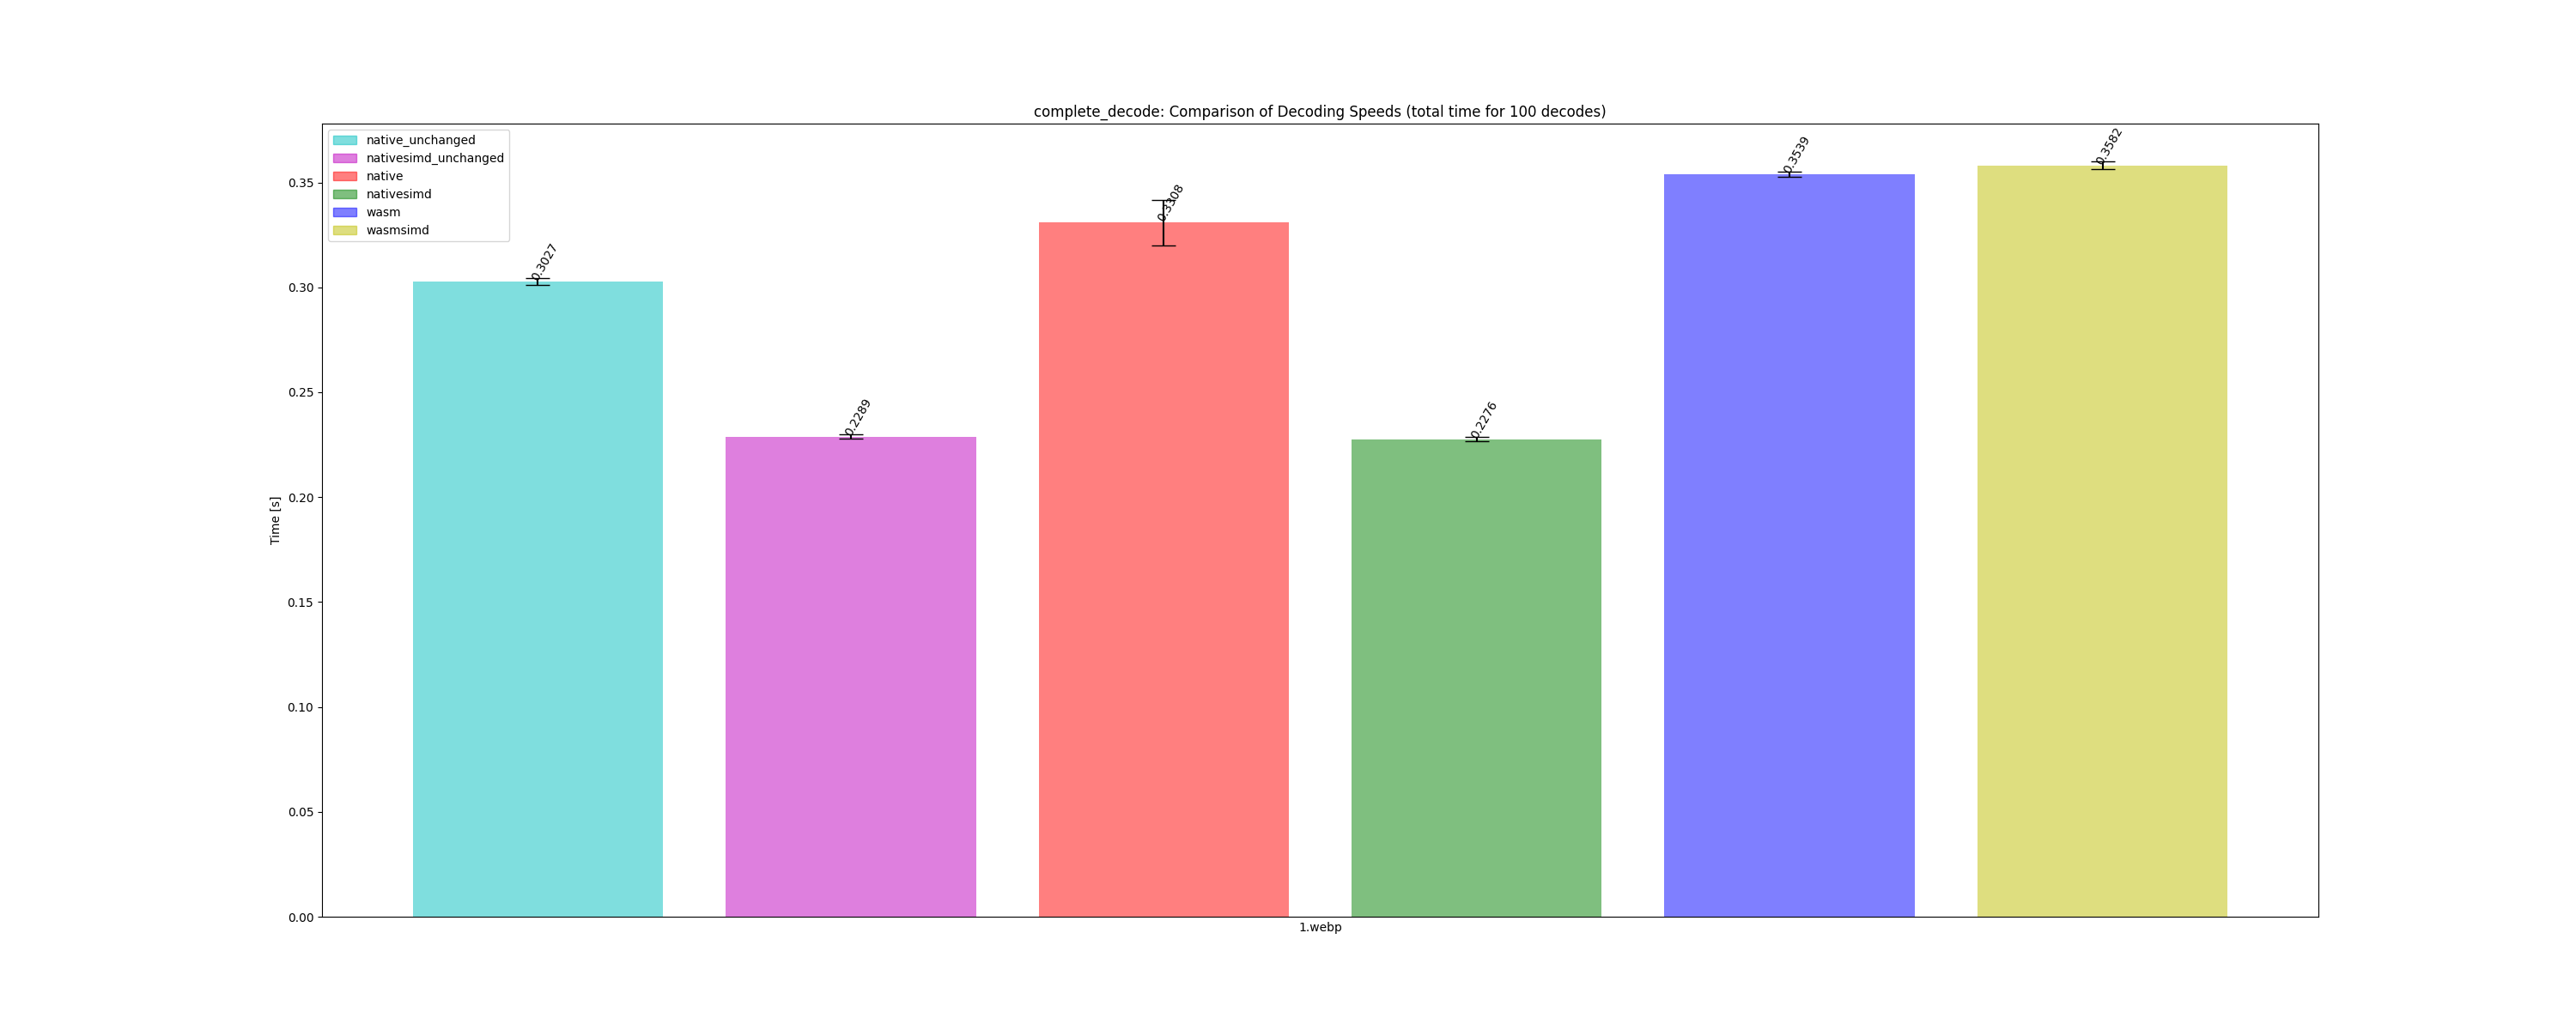 complete_decode: Comparison of Decoding Speeds (total time for 100 decodes)
native_unchanged
nativesimd_unchanged
native
nativesimd
wasm
wasmsimd
0.3027
0.2289
0.3308
0.2276
0.3539
0.3582
Time [s]
0.35
0.30
0.25
0.20
0.15
0.10
0.05
0.00
1.webp